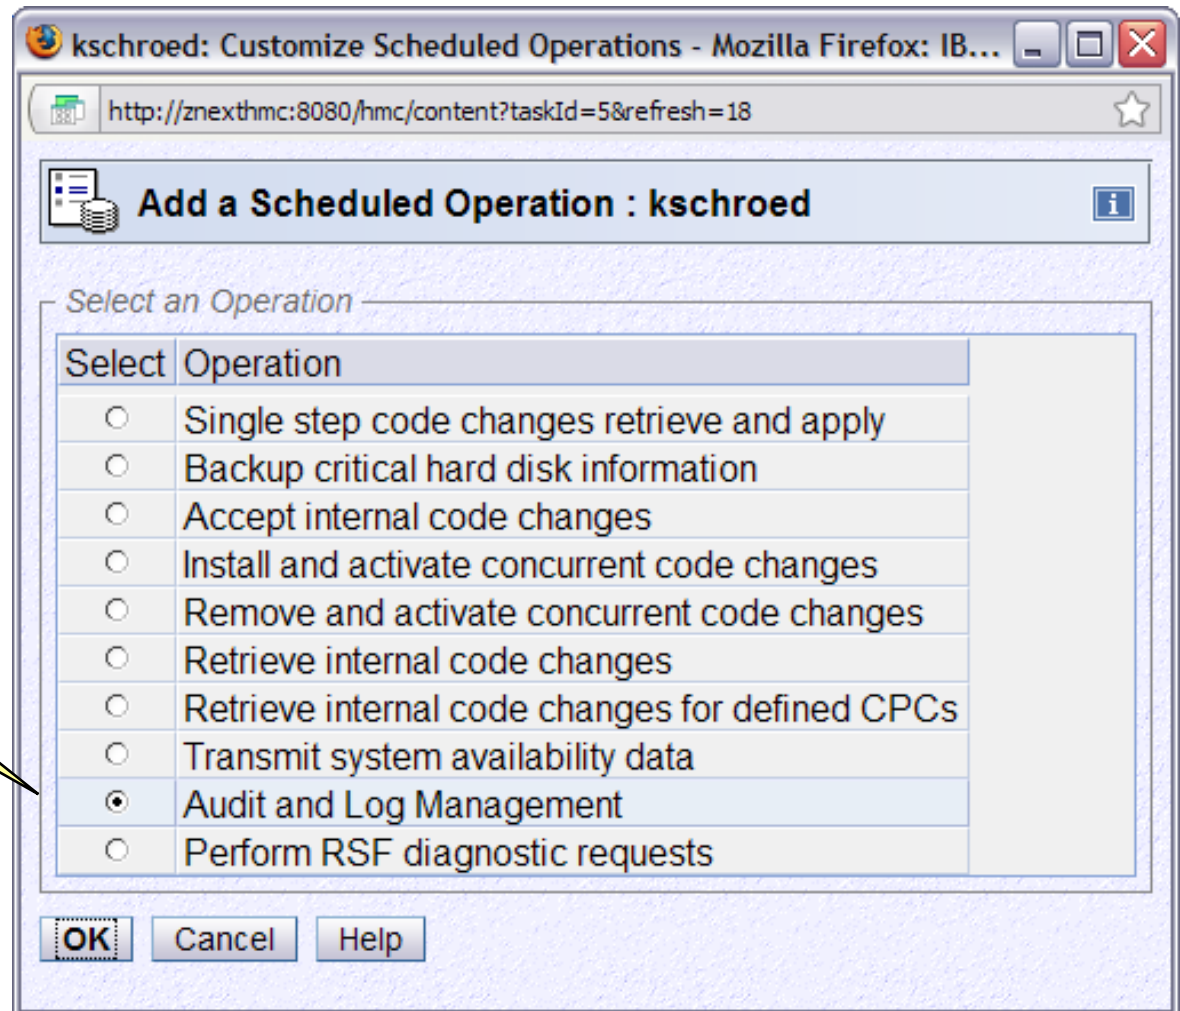 kschroed: Customize Scheduled Operations - Mozilla Firefox: IB...
http://znexthmc:8080/hmc/content?taskId=5&refresh=18
Add a Scheduled Operation : kschroed
i
Select an Operation
Select Operation
Single step code changes retrieve and apply
Backup critical hard disk information
Accept internal code changes
Install and activate concurrent code changes
Remove and activate concurrent code changes
Retrieve internal code changes
Retrieve internal code changes for defined CPCs
Transmit system availability data
Audit and Log Management
Perform RSF diagnostic requests
OK Cancel Help